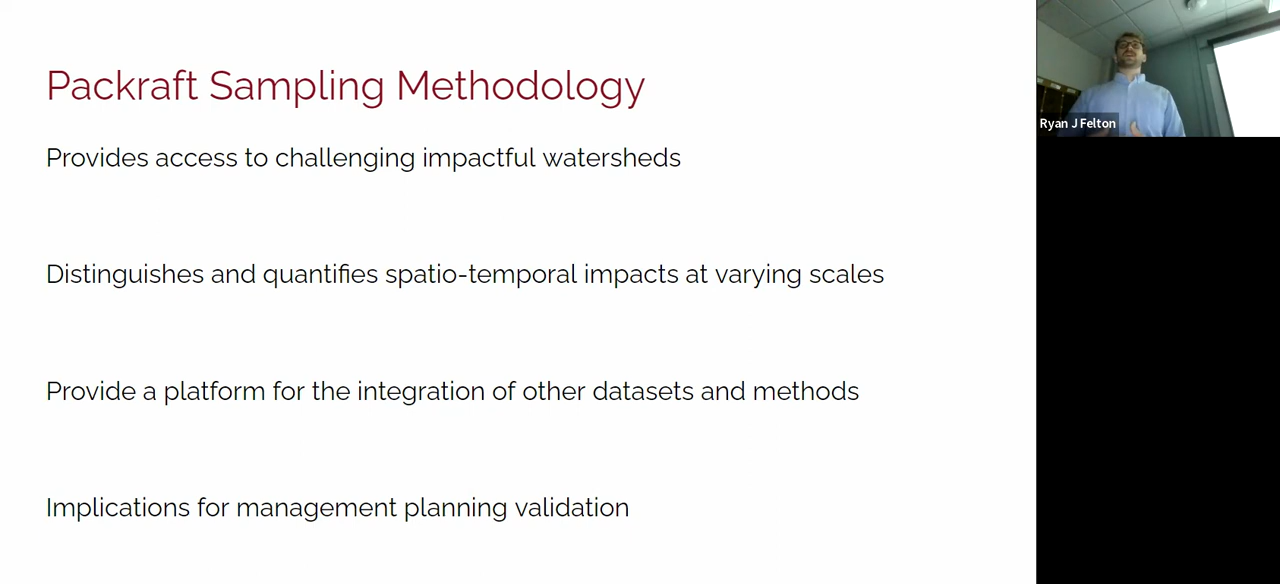 Packraft Sampling Methodology
Provides access to challenging impactful watersheds
Distinguishes and quantifies spatio-temporal impacts at varying scales
Provide a platform for the integration of other datasets and methods
Implications for management planning validation
Ryan J Felton